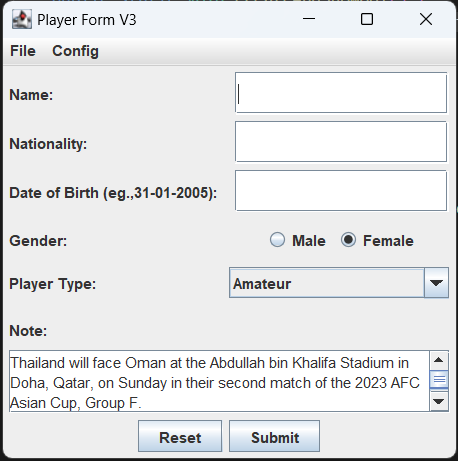 Player Form V3
File Config
Name:
Nationality:
Date of Birth (eg.,31-01-2005):
Gender: Male Female
Player Type: Amateur
Note:
Thailand will face Oman at the Abdullah bin Khalifa Stadium in
Doha, Qatar, on Sunday in their second match of the 2023 AFC
Asian Cup, Group F.
Reset Submit